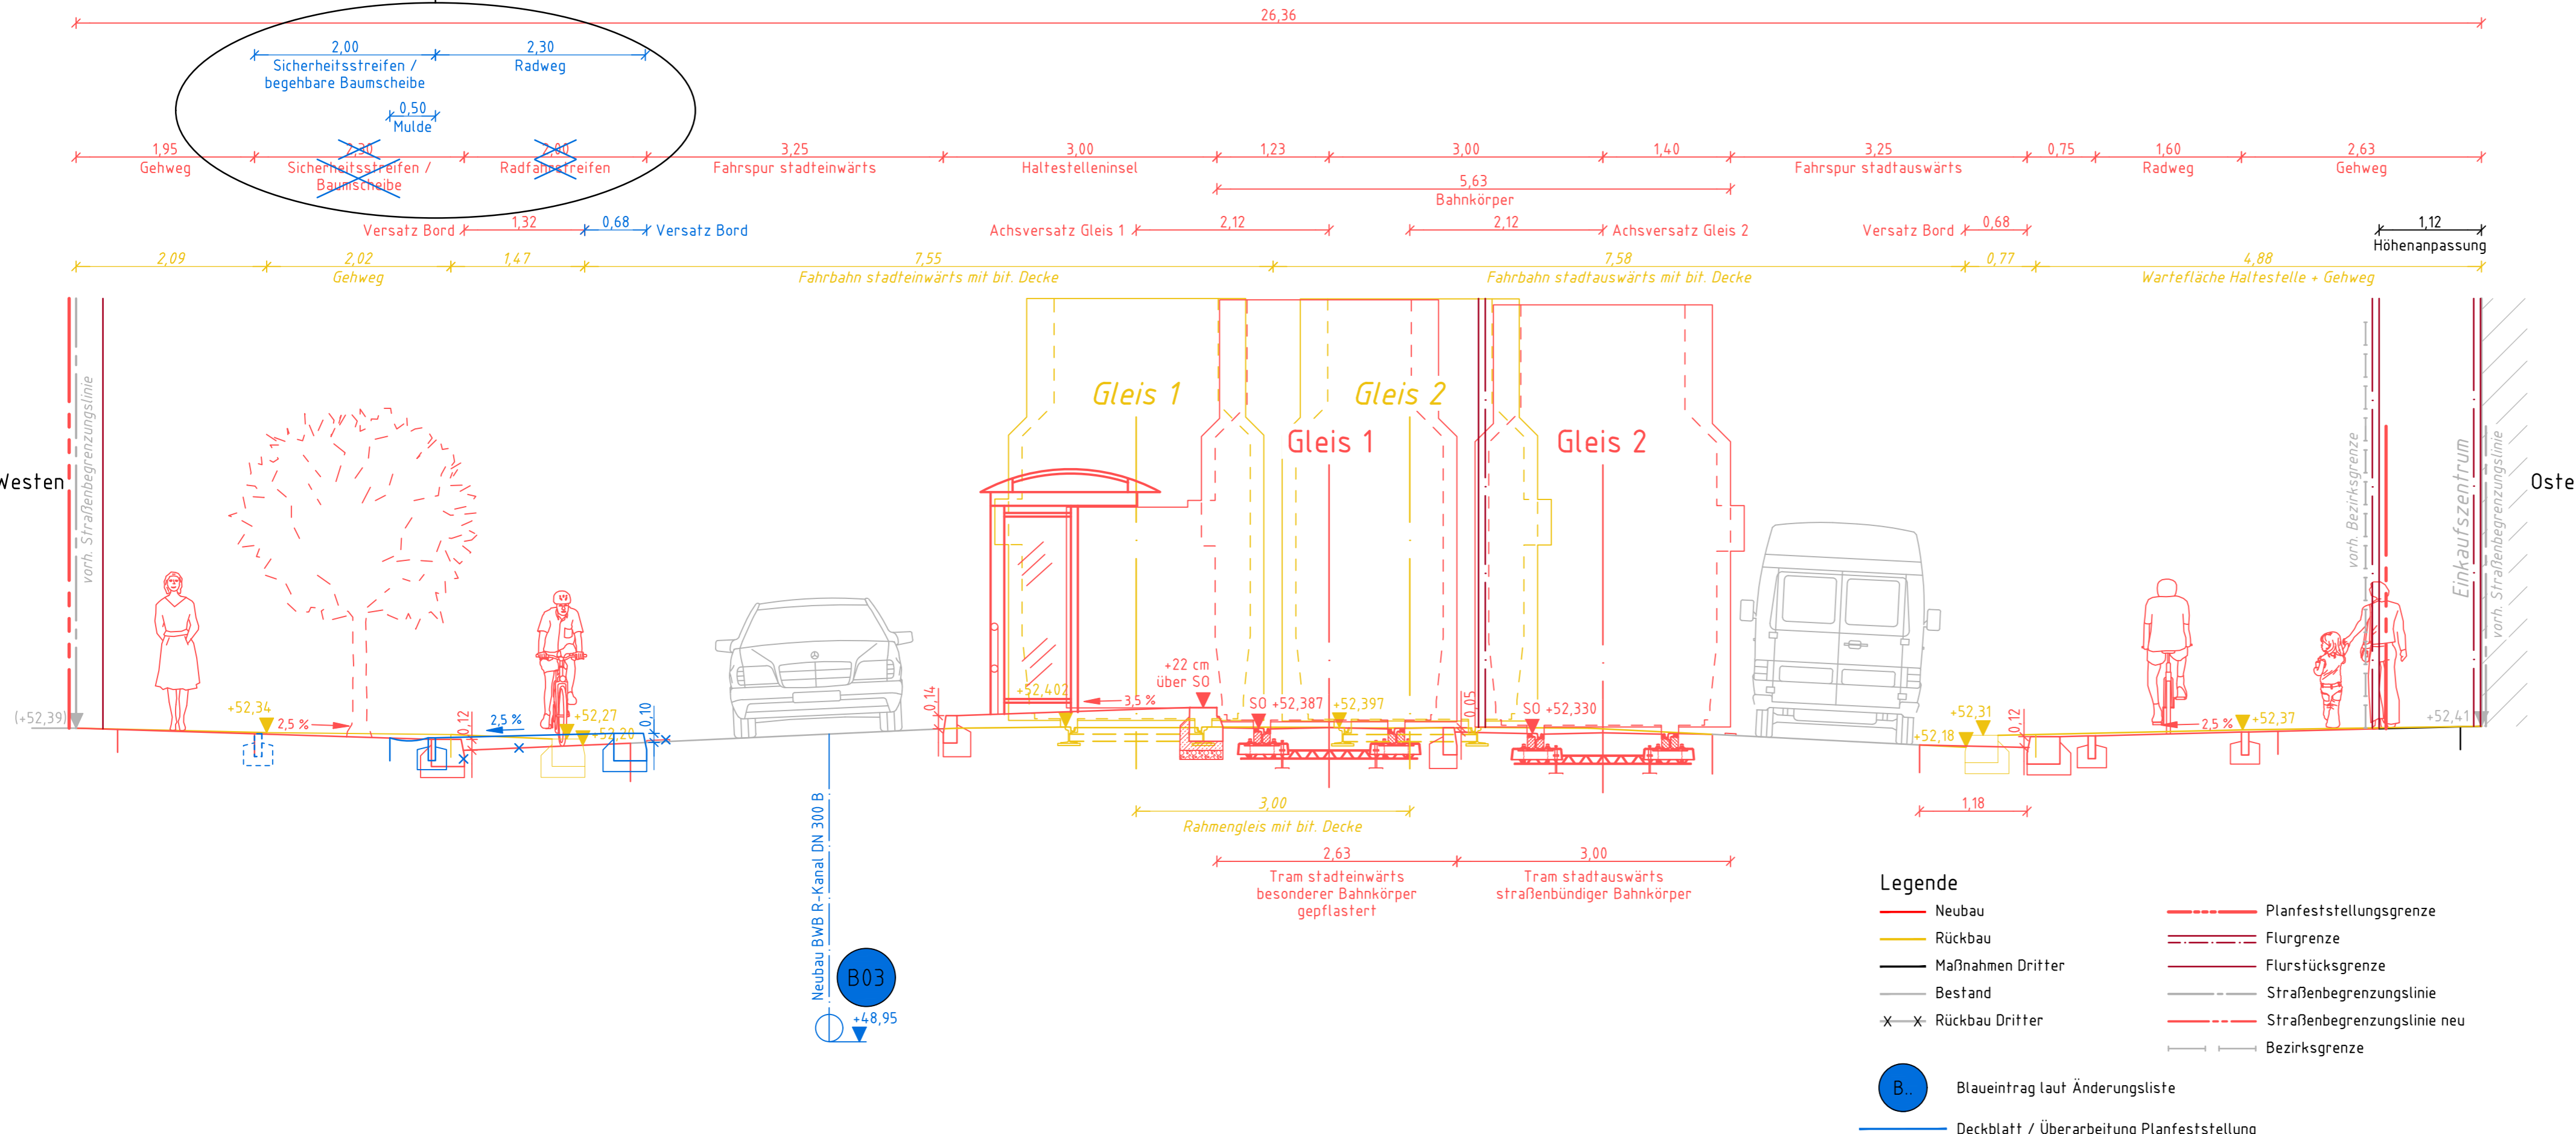 26,36
2,00 2,30
Sicherheitsstreifen / Radweg
begehbare Baumscheibe
0,50
Mulde
1,95 2,30 2,00 3,25 3,00 1,23 3,00 1,40 3,25 0,75 1,60 2,63
Gehweg Sicherheitsstreifen / Radfahrstreifen Fahrspur stadteinwärts Haltestelleninsel Fahrspur stadtauswärts Radweg Gehweg
Baumscheibe
5,63
Bahnkörper
Versatz Bord 1,32 0,68 Versatz Bord Achsversatz Gleis 1 2,12 2,12 Achsversatz Gleis 2 Versatz Bord 0,68 1,12
Höhenanpassung
2,09 2,02 1,47 7,55 7,58 0,77 4,88
Gehweg Fahrbahn stadteinwärts mit bit. Decke Fahrbahn stadtauswärts mit bit. Decke Wartefläche Haltestelle + Gehweg
Gleis 1 Gleis 2
Gleis 1 Gleis 2
vorh. Straßenbegrenzungslinie
vorh. Bezirksgrenze
Einkaufszentrum
vorh. Straßenbegrenzungslinie
Westen
Oste
+22 cm
über SO
(+52,39)
+52,34
2,5 %
0,12
2,5 %
+52,27
+52,20
0,10
0,14
+52,402
3,5 %
SO +52,387
+52,397
0,05
SO +52,330
+52,31
+52,18
0,12
2,5 %
+52,37
+52,41
3,00
Rahmengleis mit bit. Decke
1,18
2,63 3,00
Tram stadteinwärts Tram stadtauswärts
besonderer Bahnkörper straßenbündiger Bahnkörper
gepflastert
Neubau BWB R-Kanal DN 300 B
B03
+48,95
Legende
Neubau
Rückbau
Maßnahmen Dritter
Bestand
X X Rückbau Dritter
Planfeststellungsgrenze
Flurgrenze
Flurstücksgrenze
Straßenbegrenzungslinie
Straßenbegrenzungslinie neu
Bezirksgrenze
B.. Blaueintrag laut Änderungsliste
Deckblatt / Überarbeitung Planfeststellung